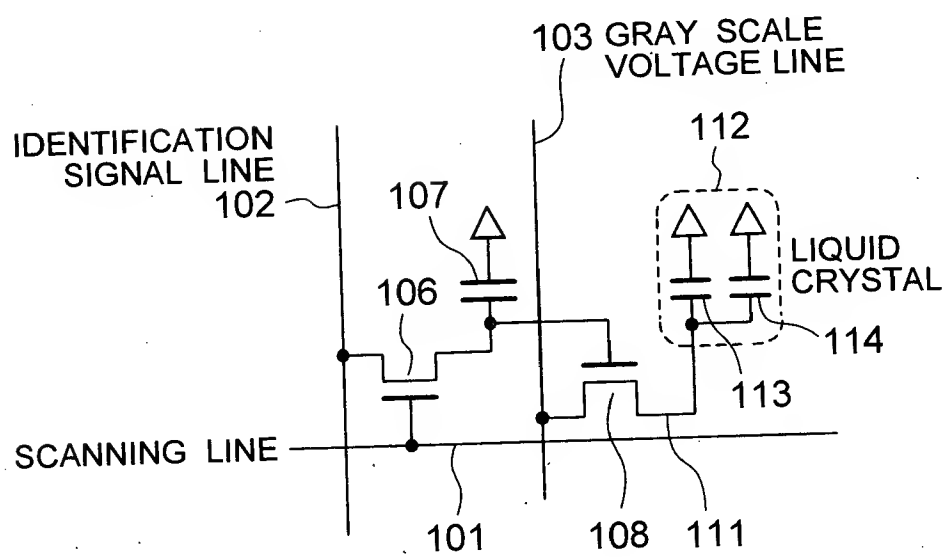 103 GRAY SCALE
VOLTAGE LINE
112
IDENTIFICATION
SIGNAL LINE
102
107
106
LIQUID
CRYSTAL
114
113
SCANNING LINE
101
108
111